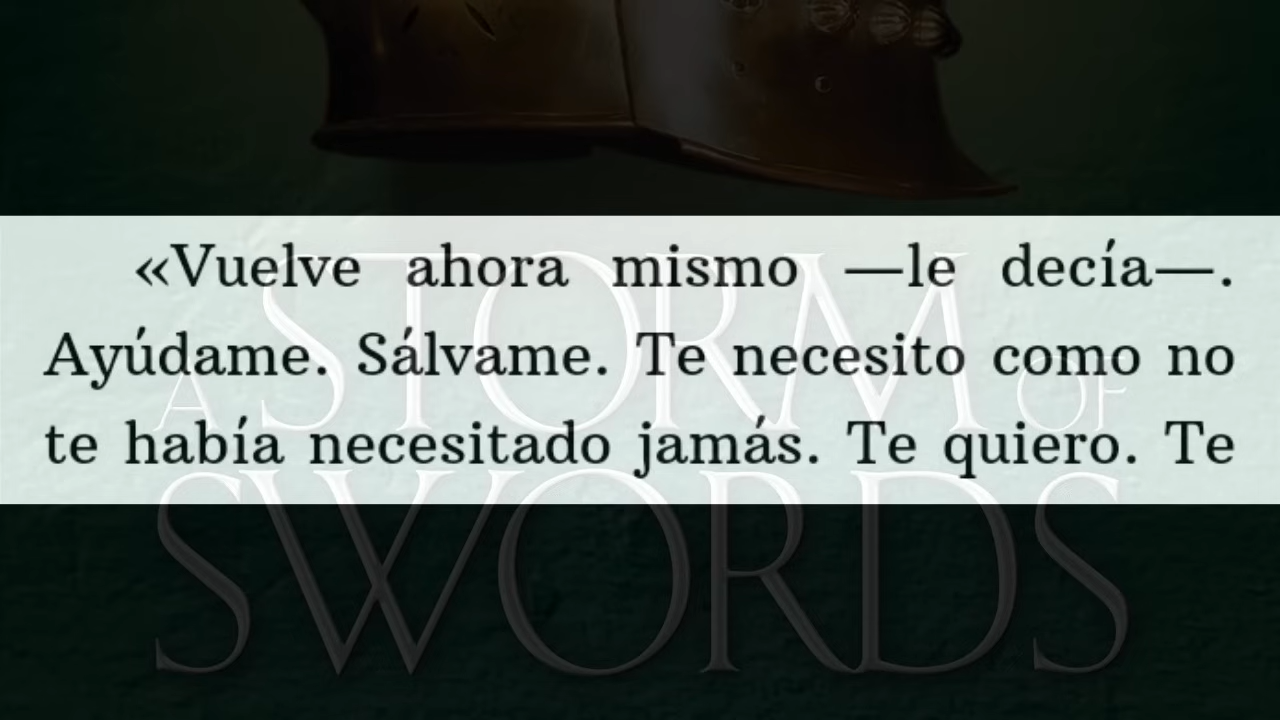 «Vuelve ahora mismo —le decía—.
Ayúdame. Sálvame. Te necesito como no
te había necesitado jamás. Te quiero. Te
A STORM OF
SWORDS